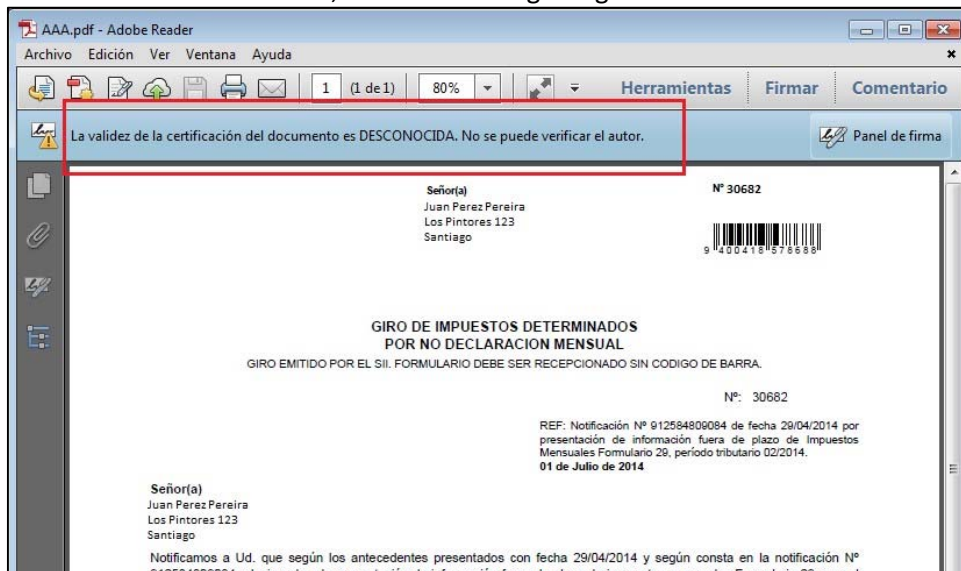 AAA.pdf - Adobe Reader
Archivo Edición Ver Ventana Ayuda
1 (1 de 1) 80% Herramientas Firmar Comentario
La validez de la certificación del documento es DESCONOCIDA. No se puede verificar el autor. Panel de firma
Señor(a) Nº 30682
Juan Perez Pereira
Los Pintores 123
Santiago
9 400418 578688
GIRO DE IMPUESTOS DETERMINADOS
POR NO DECLARACION MENSUAL
GIRO EMITIDO POR EL SII. FORMULARIO DEBE SER RECEPCIONADO SIN CODIGO DE BARRA.
Nº: 30682
REF: Notificación Nº 912584809084 de fecha 29/04/2014 por
presentación de información fuera de plazo de Impuestos
Mensuales Formulario 29, período tributario 02/2014.
01 de Julio de 2014
Señor(a)
Juan Perez Pereira
Los Pintores 123
Santiago
Notificamos a Ud. que según los antecedentes presentados con fecha 29/04/2014 y según consta en la notificación Nº